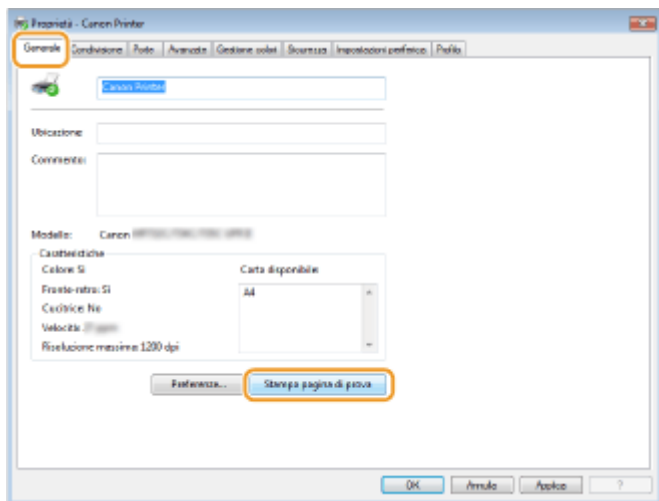 Proprietà - Canon Printer
Generale Condivisione Porte Avanzate Gestione colori Sicurezza Impostazioni periferica Profilo
Canon Printer
Ubicazione:
Commento:
Modello: Canon
Caratteristiche
Colore: Sì Carta disponibile:
Fronte-retro: Sì A4
Cucitrice: No
Velocità:
Risoluzione massima: 1200 dpi
Preferenze... Stampa pagina di prova
OK Annulla Applica ?